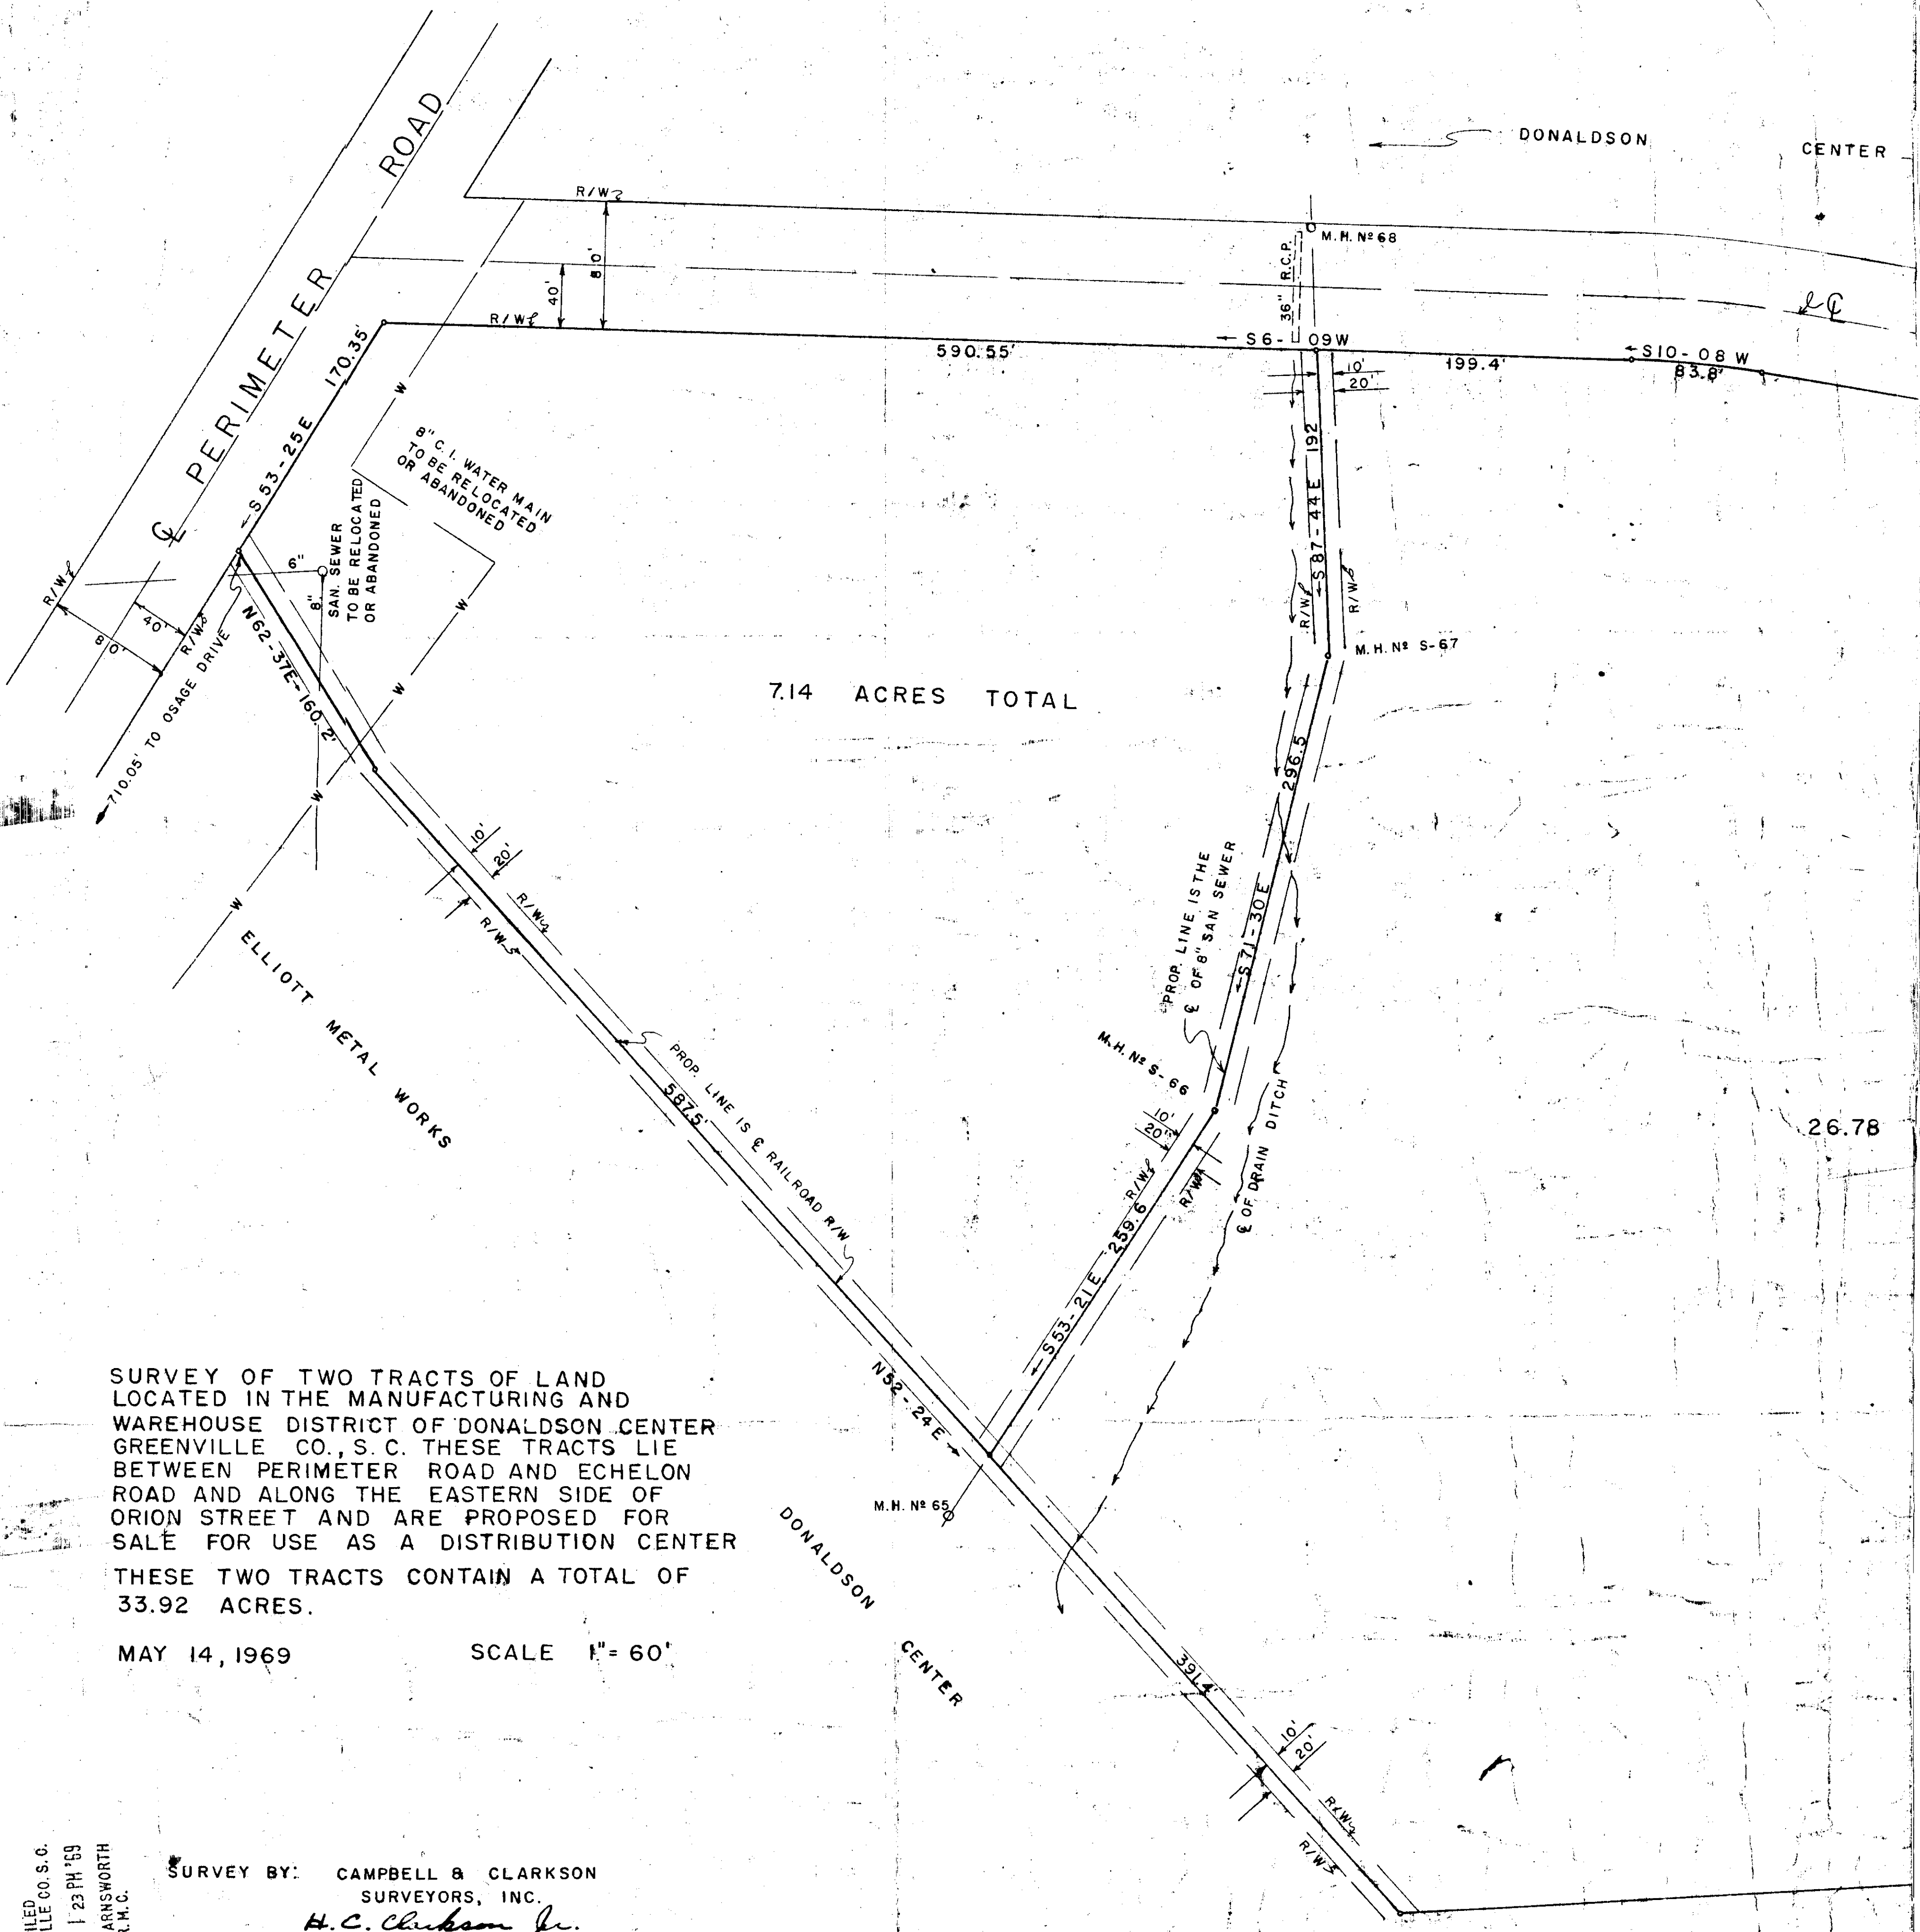 DONALDSON CENTER
PERIMETER ROAD
℄
R/W
80'
40'
R/W
M.H. Nº 68
36" R.C.P.
℄
R/W
170.35'
590.55'
S6-09W
199.4'
S10-08 W
83.8'
10'
20'
S53-25E
8" C.I. WATER MAIN
TO BE RELOCATED
OR ABANDONED
W
W
W
W
W
6"
8"
SAN. SEWER
TO BE RELOCATED
OR ABANDONED
S87-44E 192
R/W
R/W
R/W
40'
80'
R/W
710.05' TO OSAGE DRIVE
N62-37E 160.2'
M.H. Nº S-67
7.14 ACRES TOTAL
296.5
S71-30E
10'
20'
R/W
R/W
PROP. LINE IS THE
℄ OF 8" SAN SEWER
ELLIOTT METAL WORKS
PROP. LINE IS ℄ RAILROAD R/W
587.5'
M.H. Nº S-66
10'
20'
R/W
R/W
℄ OF DRAIN DITCH
26.78
259.6
S53-21E
N52-24E
M.H. Nº 65
DONALDSON CENTER
391.4'
10'
20'
R/W
R/W
SURVEY OF TWO TRACTS OF LAND
LOCATED IN THE MANUFACTURING AND
WAREHOUSE DISTRICT OF DONALDSON CENTER
GREENVILLE CO., S. C. THESE TRACTS LIE
BETWEEN PERIMETER ROAD AND ECHELON
ROAD AND ALONG THE EASTERN SIDE OF
ORION STREET AND ARE PROPOSED FOR
SALE FOR USE AS A DISTRIBUTION CENTER
THESE TWO TRACTS CONTAIN A TOTAL OF
33.92 ACRES.
MAY 14, 1969 SCALE 1" = 60'
SURVEY BY: CAMPBELL & CLARKSON
SURVEYORS, INC.
H. C. Clarkson Jr.
ILED
LLE CO. S. C.
1 23 PM '69
ARNSWORTH
R.M.C.